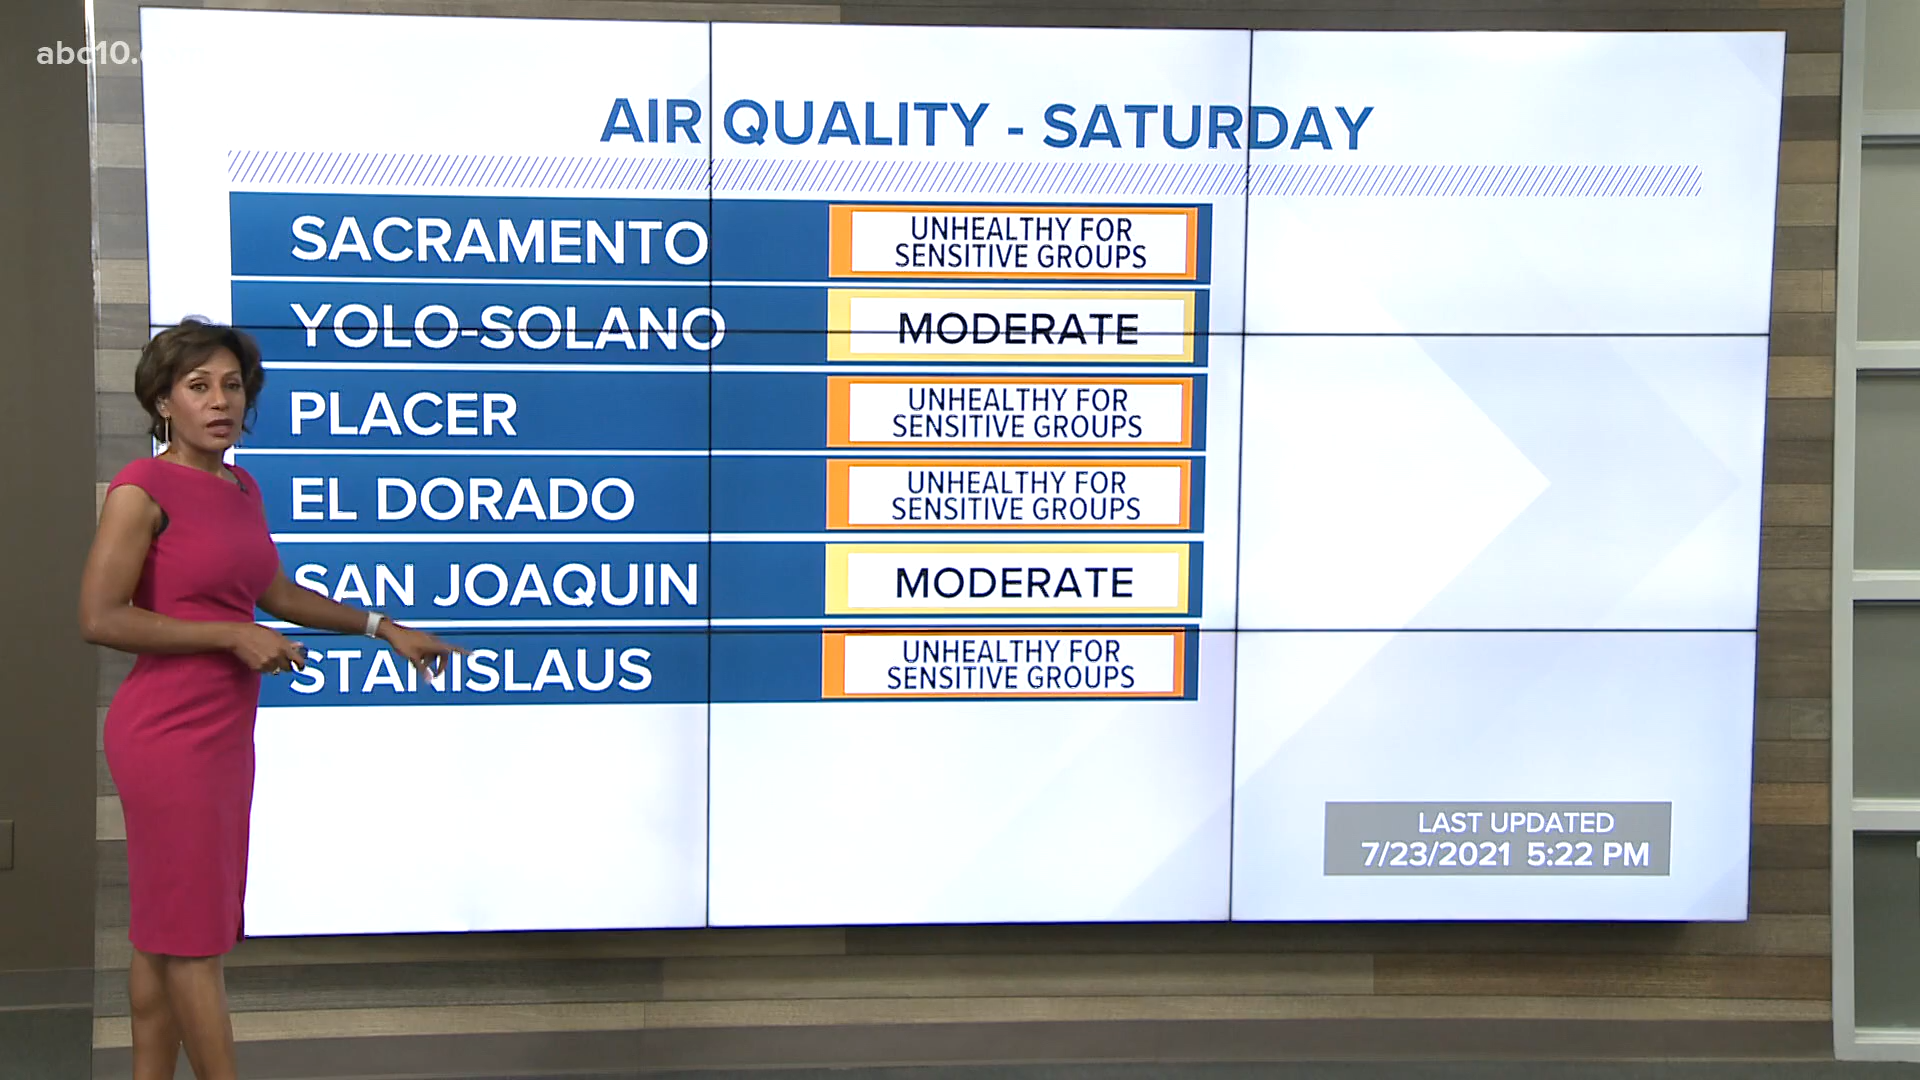 abc10.c
AIR QUALITY - SATURDAY
SACRAMENTO
UNHEALTHY FOR
SENSITIVE GROUPS
YOLO-SOLANO
MODERATE
PLACER
UNHEALTHY FOR
SENSITIVE GROUPS
EL DORADO
UNHEALTHY FOR
SENSITIVE GROUPS
SAN JOAQUIN
MODERATE
STANISLAUS
UNHEALTHY FOR
SENSITIVE GROUPS
LAST UPDATED
7/23/2021 5:22 PM